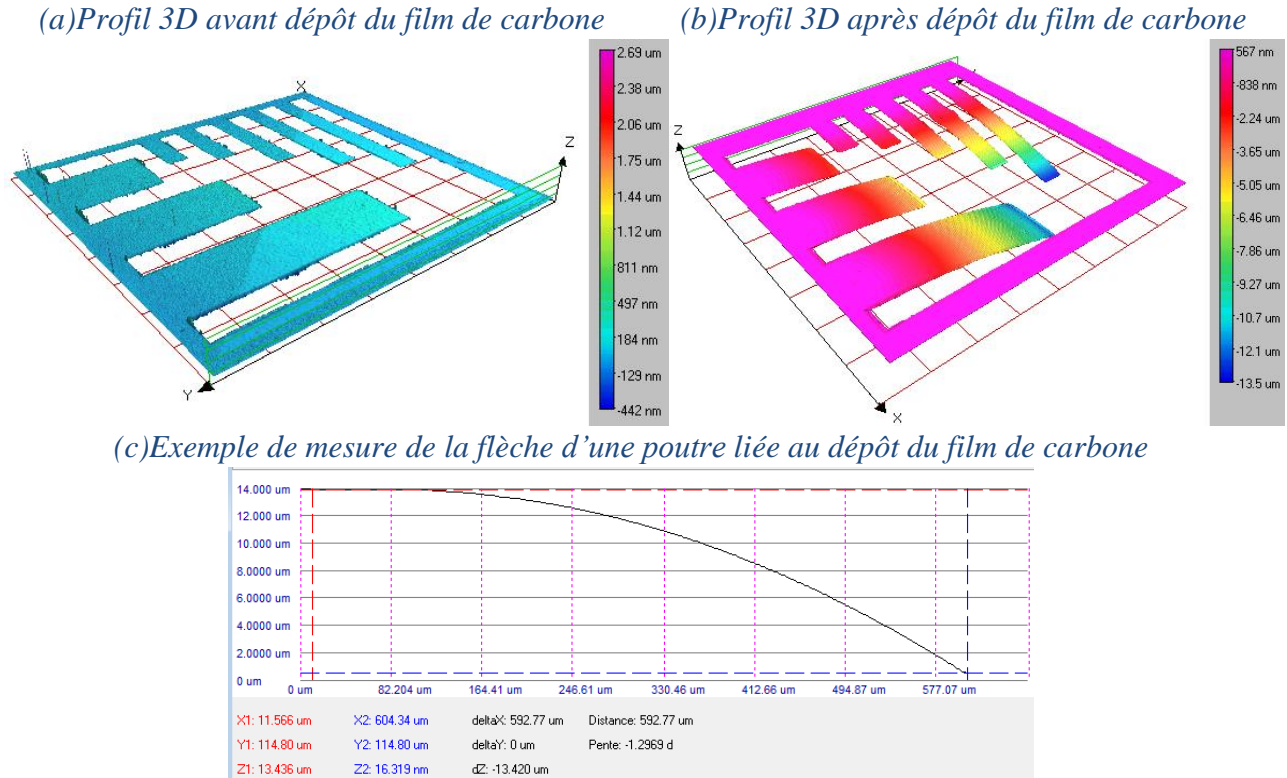 (a)Profil 3D avant dépôt du film de carbone
(b)Profil 3D après dépôt du film de carbone
X
Z
Y
2.69 um
2.38 um
2.06 um
1.75 um
1.44 um
1.12 um
811 nm
497 nm
184 nm
-129 nm
-442 nm
Z
X
567 nm
-838 nm
-2.24 um
-3.65 um
-5.05 um
-6.46 um
-7.86 um
-9.27 um
-10.7 um
-12.1 um
-13.5 um
(c)Exemple de mesure de la flèche d'une poutre liée au dépôt du film de carbone
14.000 um
12.000 um
10.000 um
8.0000 um
6.0000 um
4.0000 um
2.0000 um
0 um
0 um 82.204 um 164.41 um 246.61 um 330.46 um 412.66 um 494.87 um 577.07 um
X1: 11.566 um X2: 604.34 um deltaX: 592.77 um Distance: 592.77 um
Y1: 114.80 um Y2: 114.80 um deltaY: 0 um Pente: -1.2969 d
Z1: 13.436 um Z2: 16.319 nm dZ: -13.420 um